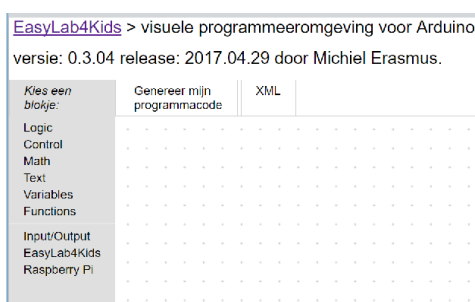 EasyLab4Kids > visuele programmeeromgeving voor Arduino
versie: 0.3.04 release: 2017.04.29 door Michiel Erasmus.
Kies een
blokje:
Genereer mijn
programmacode
XML
Logic
Control
Math
Text
Variables
Functions
Input/Output
EasyLab4Kids
Raspberry Pi